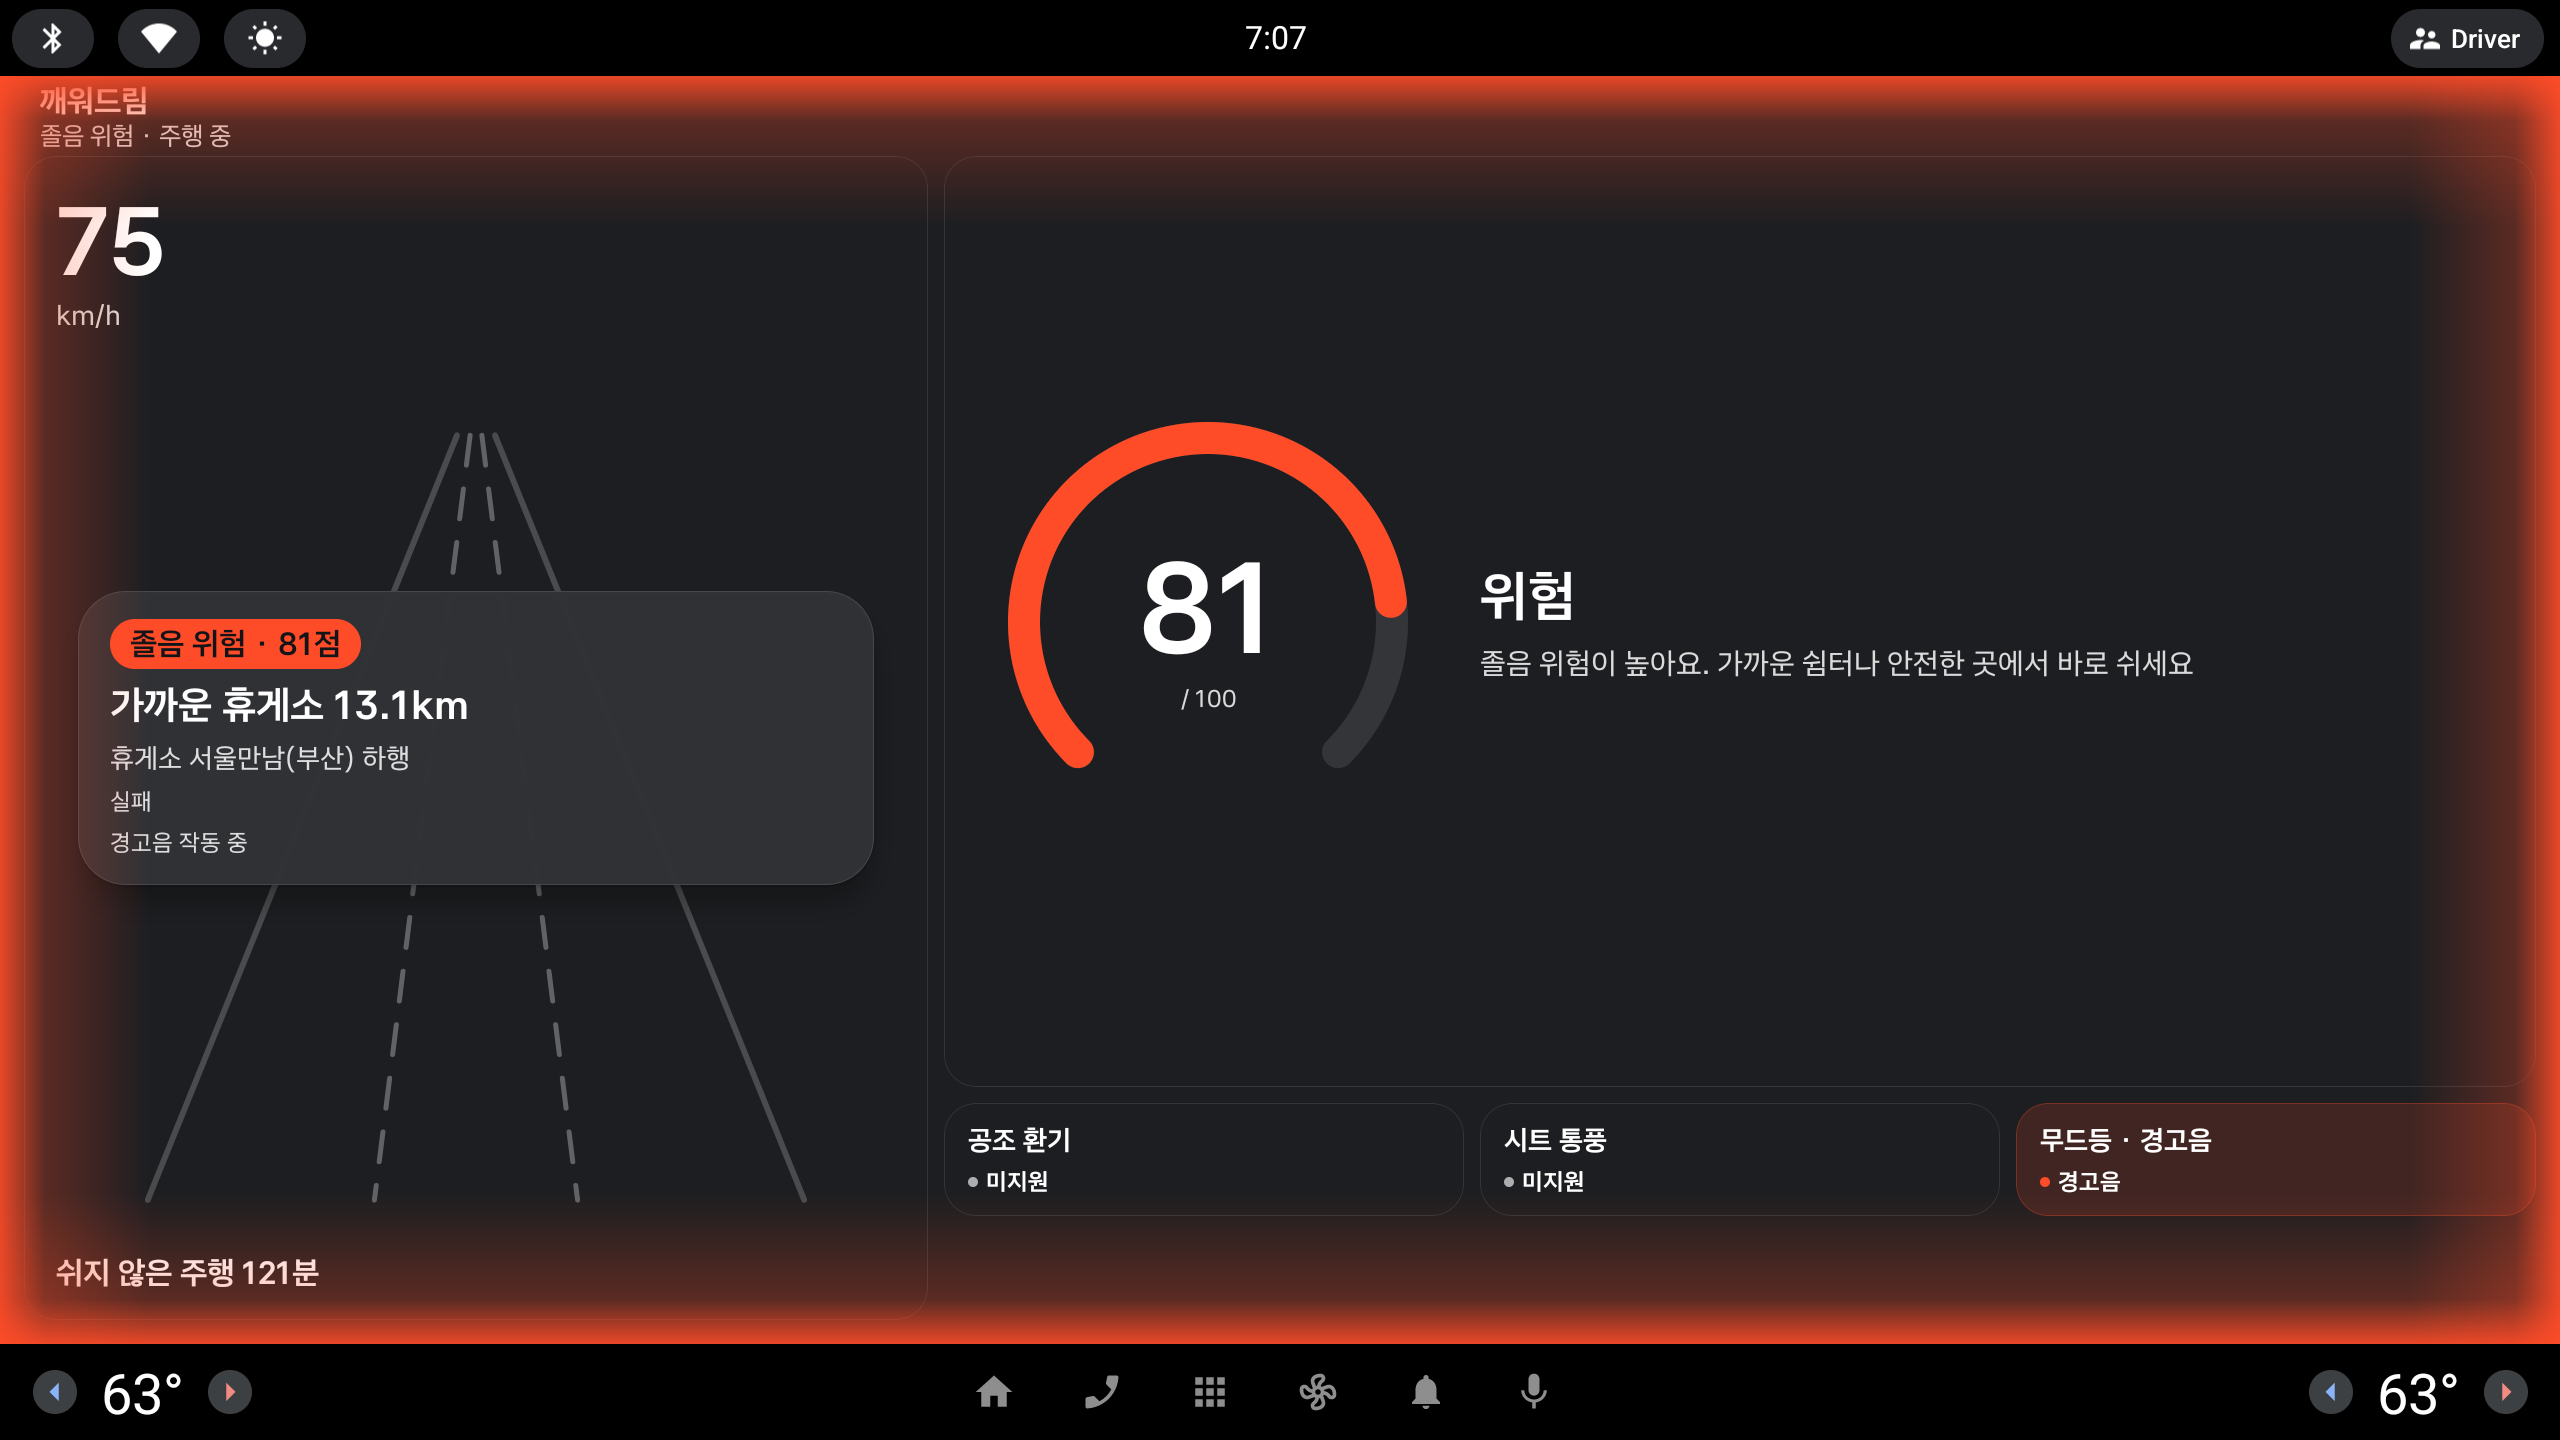 7:07
Driver
깨워드림
졸음 위험 · 주행 중
75
km/h
졸음 위험 · 81점
가까운 휴게소 13.1km
휴게소 서울만남(부산) 하행
실패
경고음 작동 중
쉬지 않은 주행 121분
81
/ 100
위험
졸음 위험이 높아요. 가까운 쉼터나 안전한 곳에서 바로 쉬세요
공조 환기
미지원
시트 통풍
미지원
무드등 · 경고음
경고음
63°
63°